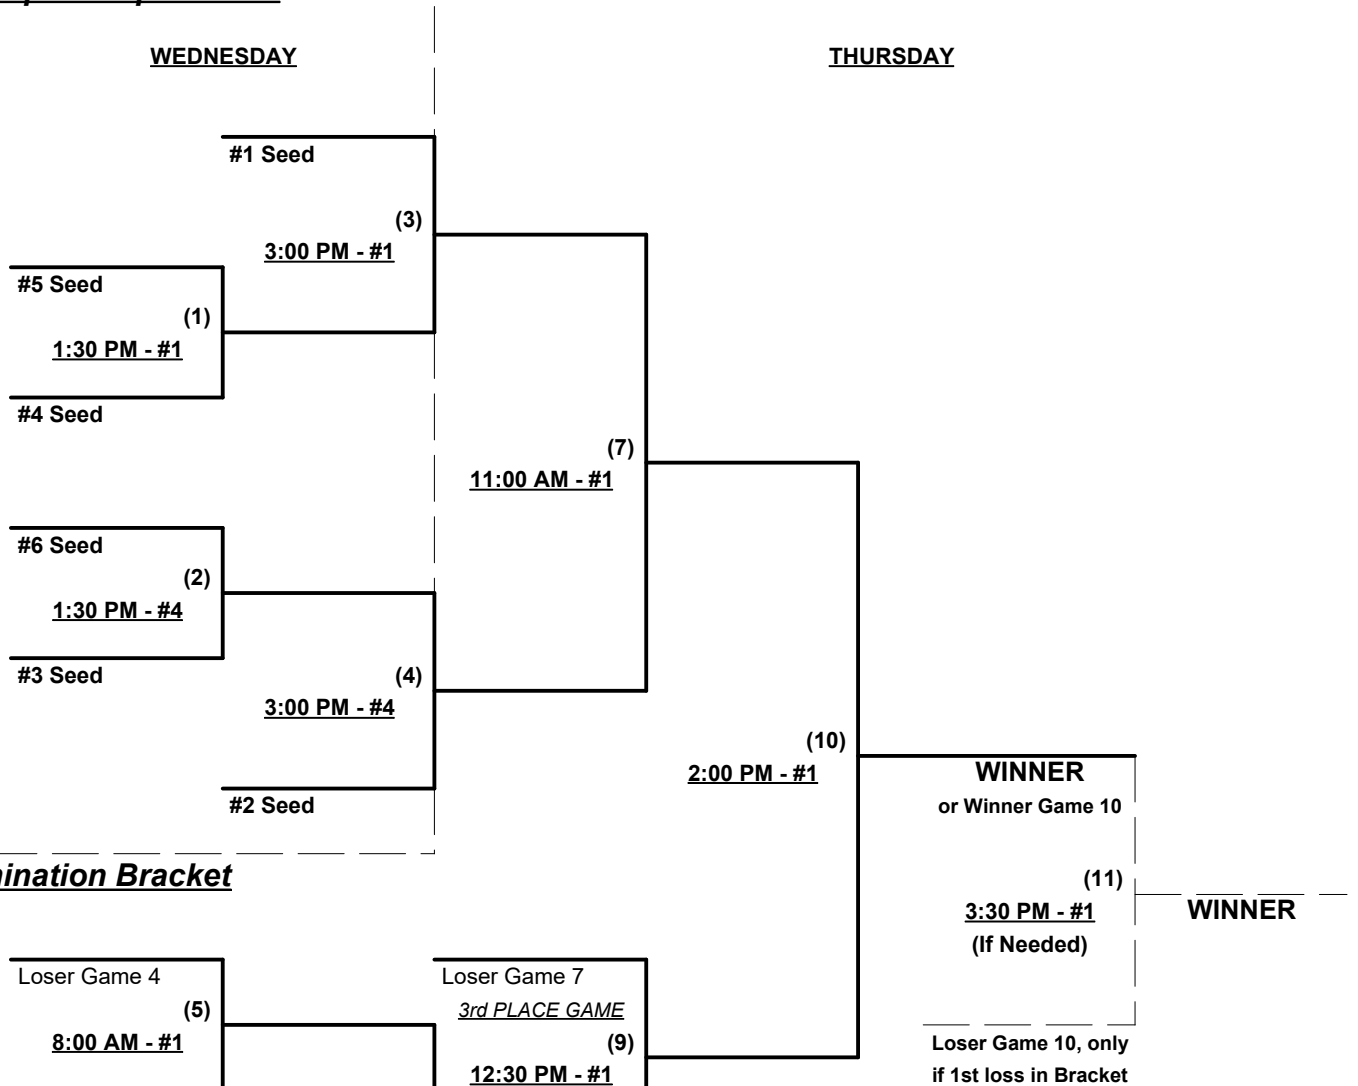 WEDNESDAY
THURSDAY
#1 Seed
(3)
3:00 PM - #1
#5 Seed
(1)
1:30 PM - #1
#4 Seed
(7)
11:00 AM - #1
#6 Seed
(2)
1:30 PM - #4
#3 Seed
(4)
3:00 PM - #4
#2 Seed
(10)
2:00 PM - #1
WINNER
or Winner Game 10
mination Bracket
(11)
3:30 PM - #1
(If Needed)
WINNER
Loser Game 4
(5)
8:00 AM - #1
Loser Game 7
3rd PLACE GAME
(9)
12:30 PM - #1
Loser Game 10, only
if 1st loss in Bracket